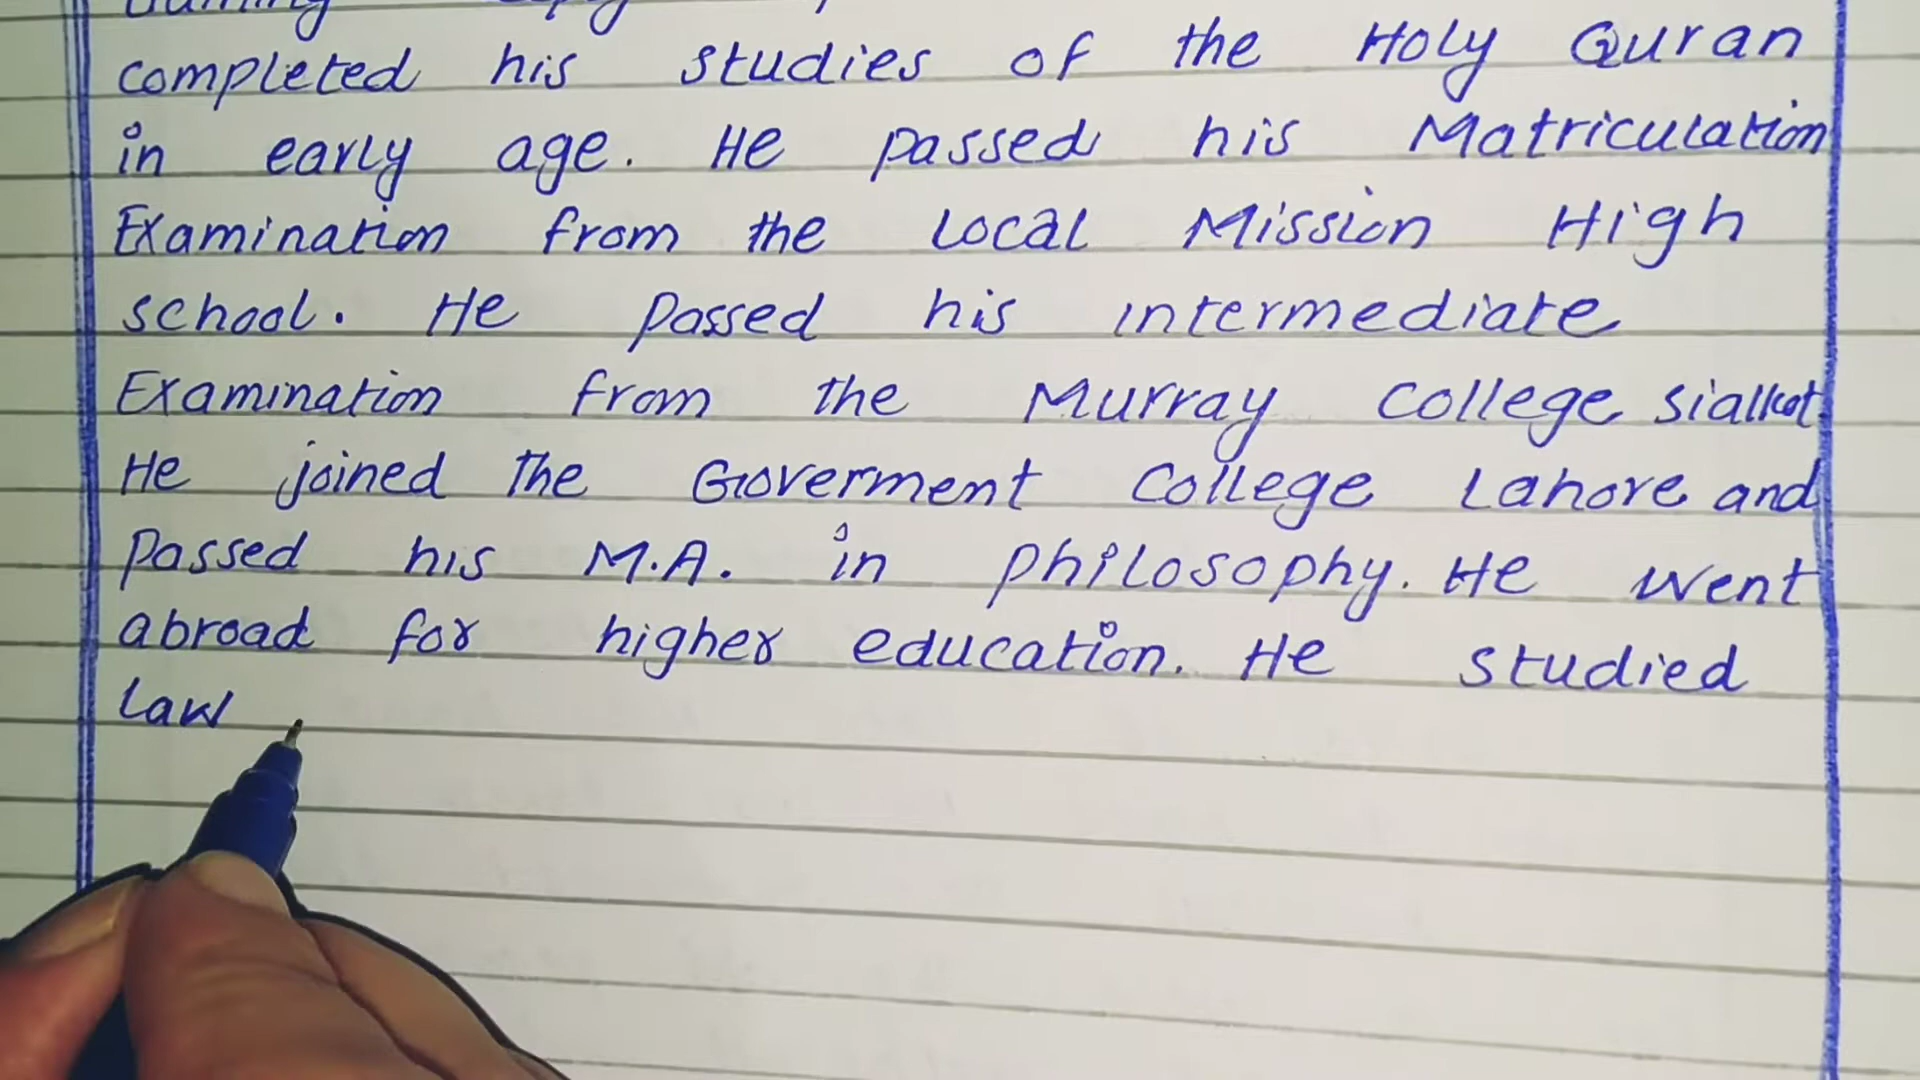 completed his studies of the Holy Quran
in early age. He passed his Matriculation
Examination from the Local Mission High
school. He passed his intermediate
Examination from the Murray College sialkot
He joined the Goverment College Lahore and
passed his M.A. in philosophy. He went
abroad for higher education. He studied
Law